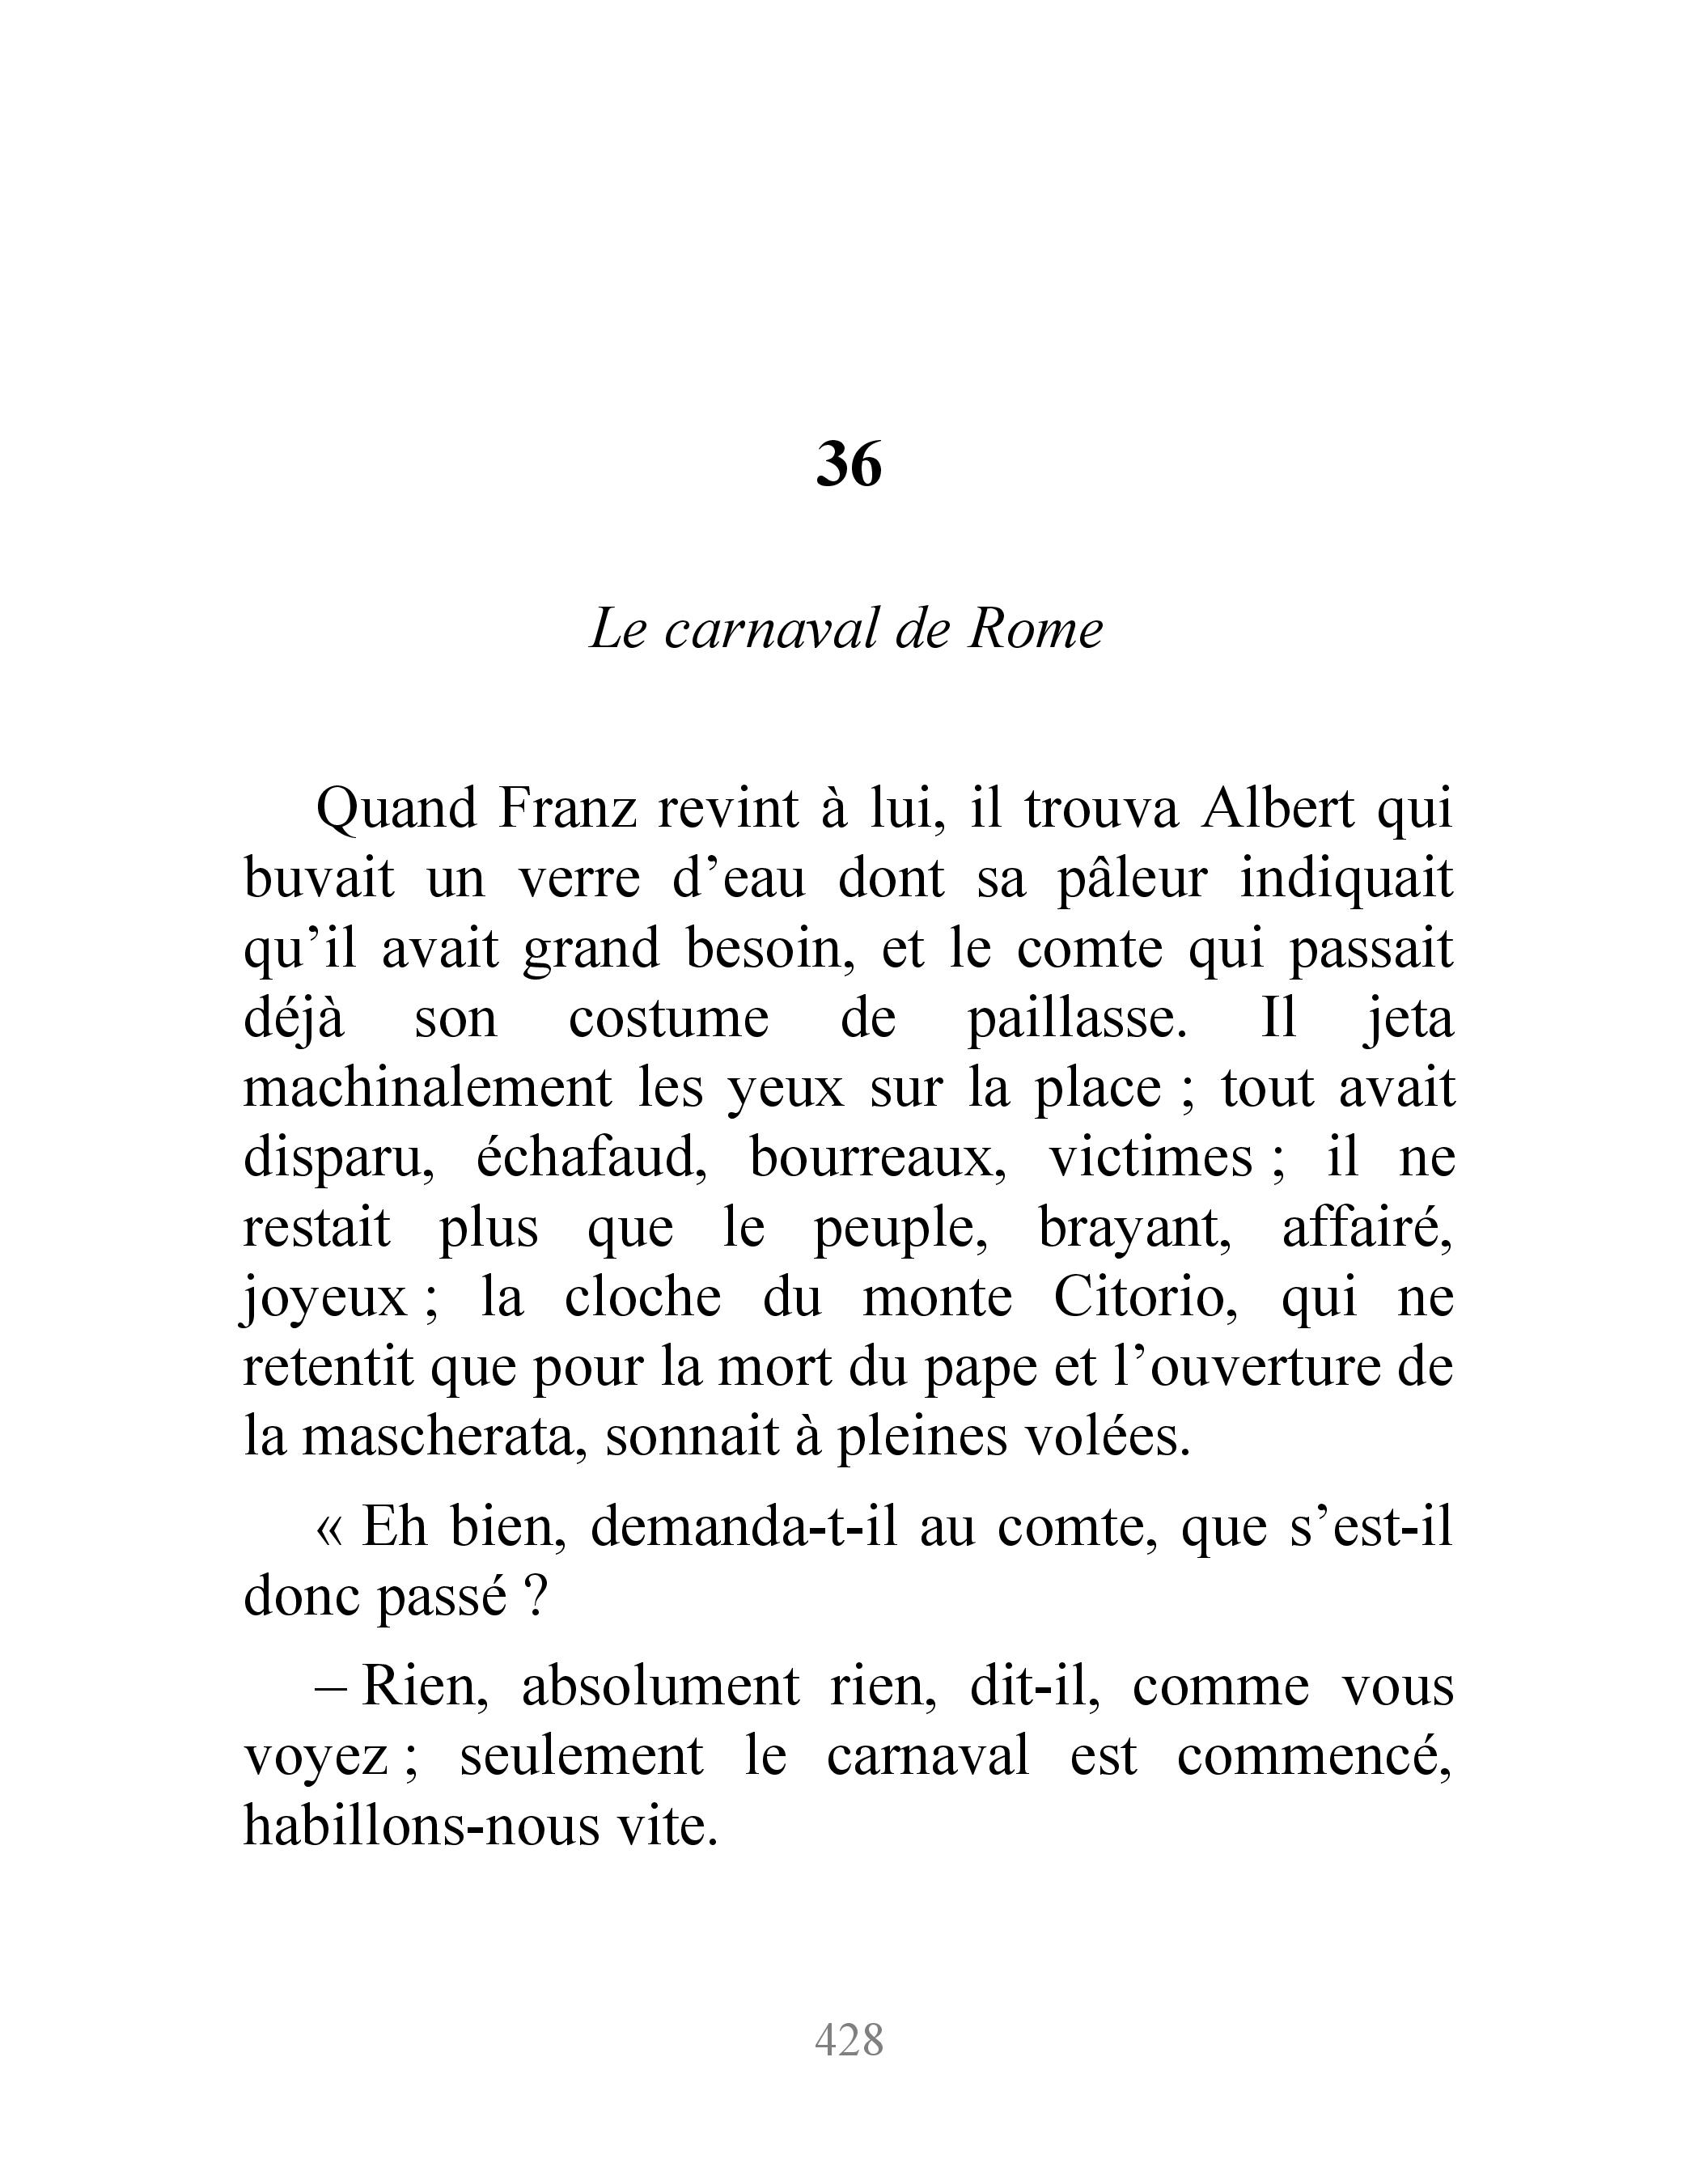 36
Le carnaval de Rome
Quand Franz revint à lui, il trouva Albert qui
buvait un verre d’eau dont sa pâleur indiquait
qu’il avait grand besoin, et le comte qui passait
déjà son costume de paillasse. Il jeta
machinalement les yeux sur la place ; tout avait
disparu, échafaud, bourreaux, victimes ; il ne
restait plus que le peuple, brayant, affairé,
joyeux ; la cloche du monte Citorio, qui ne
retentit que pour la mort du pape et l’ouverture de
la mascherata, sonnait à pleines volées.
« Eh bien, demanda-t-il au comte, que s’est-il
donc passé ?
– Rien, absolument rien, dit-il, comme vous
voyez ; seulement le carnaval est commencé,
habillons-nous vite.
428